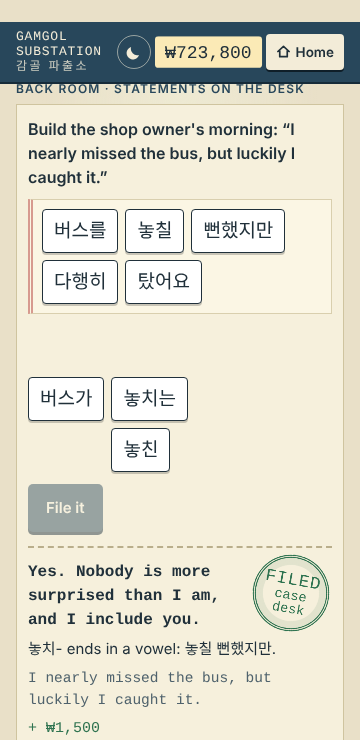 GAMGOL
SUBSTATION
감골 파출소
₩723,800
Home
BACK ROOM · STATEMENTS ON THE DESK
Build the shop owner's morning: “I
nearly missed the bus, but luckily I
caught it.”
버스를 놓칠 뻔했지만
다행히 탔어요
버스가 놓치는
놓친
File it
Yes. Nobody is more
surprised than I am,
and I include you.
FILED
case
desk
놓치- ends in a vowel: 놓칠 뻔했지만.
I nearly missed the bus, but
luckily I caught it.
+ ₩1,500